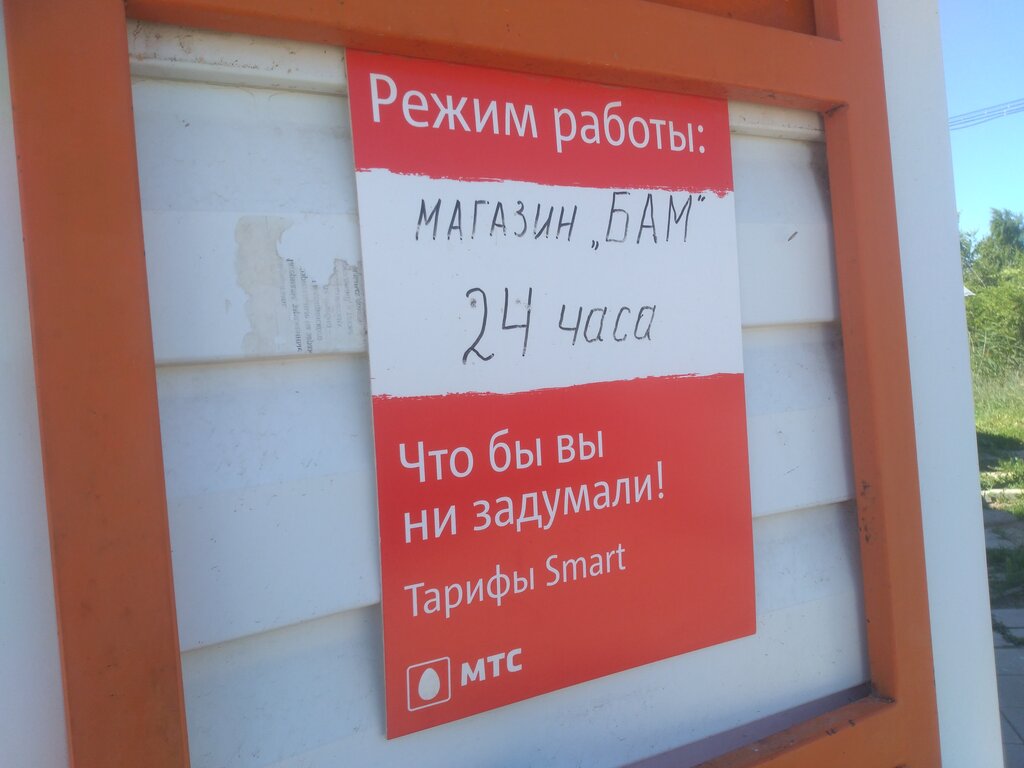 Режим работы:
МАГАЗИН „БАМ“
24 часа
Что бы вы
ни задумали!
Тарифы Smart
МТС